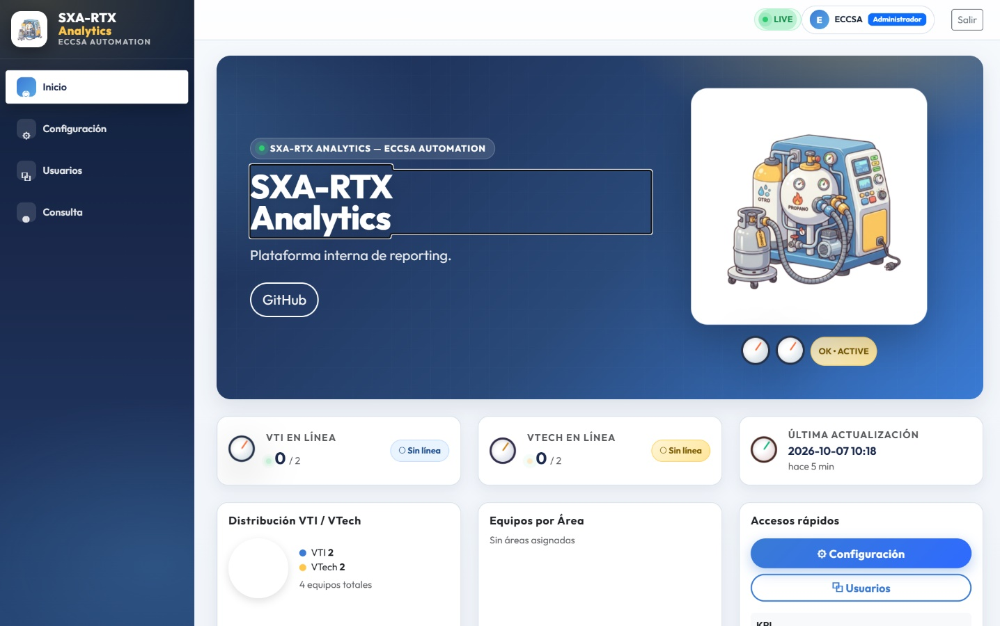 SXA-RTX
Analytics
ECCSA AUTOMATION
Inicio
Configuración
Usuarios
Consulta
LIVE
E
ECCSA
Administrador
Salir
SXA-RTX ANALYTICS — ECCSA AUTOMATION
SXA-RTX
Analytics
Plataforma interna de reporting.
GitHub
OTRO
PROPANO
OK • ACTIVE
VTI EN LÍNEA
0 / 2
Sin línea
VTECH EN LÍNEA
0 / 2
Sin línea
ÚLTIMA ACTUALIZACIÓN
2026-10-07 10:18
hace 5 min
Distribución VTI / VTech
VTI 2
VTech 2
4 equipos totales
Equipos por Área
Sin áreas asignadas
Accesos rápidos
Configuración
Usuarios
KPI